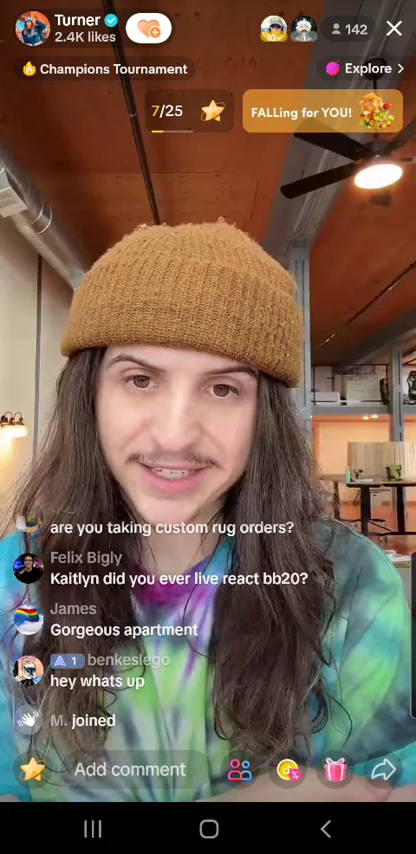 Turner
2.4K likes
10+
1
142
Champions Tournament
Explore
7/25
FALLing for YOU!
are you taking custom rug orders?
Felix Bigly
Kaitlyn did you ever live react bb20?
James
Gorgeous apartment
1 benkeslego
hey whats up
M. joined
Add comment